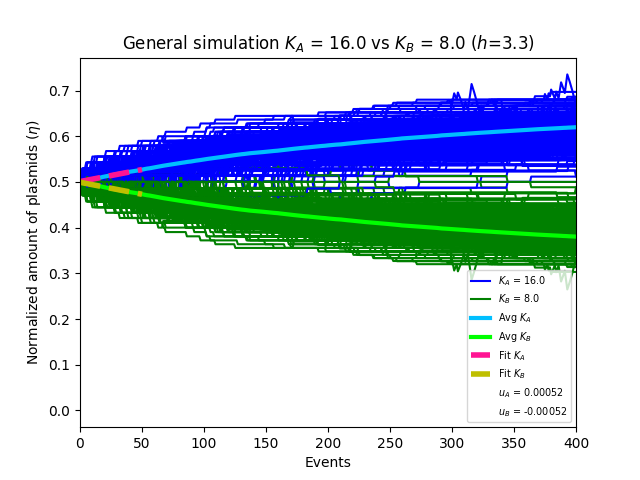 General simulation K_A = 16.0 vs K_B = 8.0 (h=3.3)
Normalized amount of plasmids (η)
0.7
0.6
0.5
0.4
0.3
0.2
0.1
0.0
K_A = 16.0
K_B = 8.0
Avg K_A
Avg K_B
Fit K_A
Fit K_B
u_A = 0.00052
u_B = -0.00052
0 50 100 150 200 250 300 350 400
Events